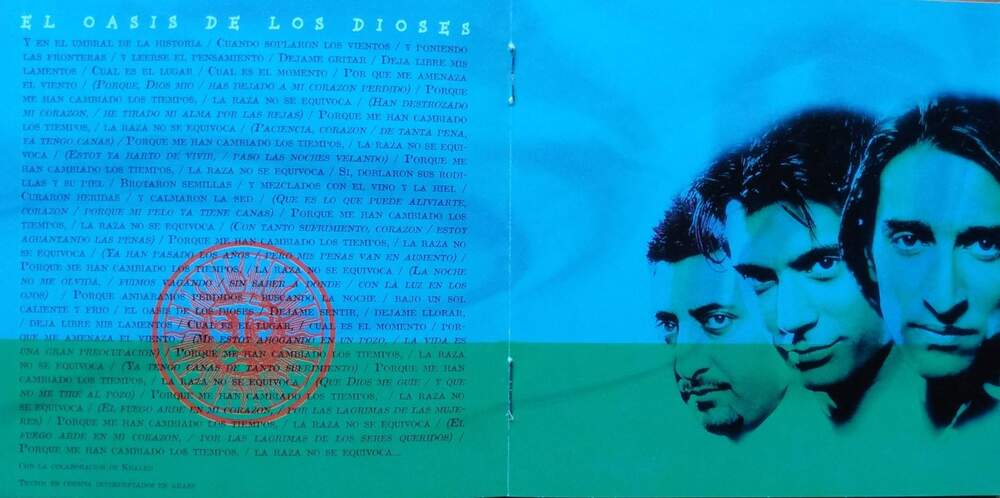 EL OASIS DE LOS DIOSES
Y EN EL UMBRAL DE LA HISTORIA / CUANDO SOPLARON LOS VIENTOS / Y PONIENDO
LAS FRONTERAS / Y LEERSE EL PENSAMIENTO / DEJAME GRITAR / DEJA LIBRE MIS
LAMENTOS / CUAL ES EL LUGAR / CUAL ES EL MOMENTO / POR QUE ME AMENAZA
EL VIENTO / (PORQUE, DIOS MIO / HAS DEJADO A MI CORAZON PERDIDO) / PORQUE
ME HAN CAMBIADO LOS TIEMPOS, / LA RAZA NO SE EQUIVOCA / (HAN DESTROZADO
MI CORAZON, / HE TIRADO MI ALMA POR LAS REJAS) / PORQUE ME HAN CAMBIADO
LOS TIEMPOS, / LA RAZA NO SE EQUIVOCA / (PACIENCIA, CORAZON / DE TANTA PENA,
YA TENGO CANAS) / PORQUE ME HAN CAMBIADO LOS TIEMPOS, / LA RAZA NO SE EQUI-
VOCA / (ESTOY YA HARTO DE VIVIR, / PASO LAS NOCHES VELANDO) / PORQUE ME
HAN CAMBIADO LOS TIEMPOS, / LA RAZA NO SE EQUIVOCA / SI, DOBLARON SUS RODI-
LLAS Y SU PIEL / BROTARON SEMILLAS / Y MEZCLADOS CON EL VINO Y LA MIEL /
CURARON HERIDAS / Y CALMARON LA SED / (QUE ES LO QUE PUEDE ALIVIARTE,
CORAZON / PORQUE MI PELO YA TIENE CANAS) / PORQUE ME HAN CAMBIADO LOS
TIEMPOS, / LA RAZA NO SE EQUIVOCA / (CON TANTO SUFRIMIENTO, CORAZON / ESTOY
AGUANTANDO LAS PENAS) / PORQUE ME HAN CAMBIADO LOS TIEMPOS, / LA RAZA NO
SE EQUIVOCA / (YA HAN PASADO LOS AÑOS / PERO MIS PENAS VAN EN AUMENTO) /
PORQUE ME HAN CAMBIADO LOS TIEMPOS, / LA RAZA NO SE EQUIVOCA / (LA NOCHE
NO ME OLVIDA, / FUIMOS VAGANDO / SIN SABER A DONDE / CON LA LUZ EN LOS
OJOS) / PORQUE ANDABAMOS PERDIDOS / BUSCANDO LA NOCHE / BAJO UN SOL
CALIENTE Y FRIO / EL OASIS DE LOS DIOSES / DEJAME SENTIR, / DEJAME LLORAR,
/ DEJA LIBRE MIS LAMENTOS / CUAL ES EL LUGAR, / CUAL ES EL MOMENTO / POR-
QUE ME AMENAZA EL VIENTO / (ME ESTOY AHOGANDO EN UN POZO, / LA VIDA ES
UNA GRAN PREOCUPACION) / PORQUE ME HAN CAMBIADO LOS TIEMPOS, / LA RAZA
NO SE EQUIVOCA / (YA TENGO CANAS DE TANTO SUFRIMIENTO) / PORQUE ME HAN
CAMBIADO LOS TIEMPOS, / LA RAZA NO SE EQUIVOCA / (QUE DIOS ME GUIE / Y QUE
NO ME TIRE AL POZO) / PORQUE ME HAN CAMBIADO LOS TIEMPOS, / LA RAZA NO
SE EQUIVOCA / (EL FUEGO ARDE EN MI CORAZON, / POR LAS LAGRIMAS DE LAS MUJE-
RES) / PORQUE ME HAN CAMBIADO LOS TIEMPOS, / LA RAZA NO SE EQUIVOCA / (EL
FUEGO ARDE EN MI CORAZON, / POR LAS LAGRIMAS DE LOS SERES QUERIDOS) /
PORQUE ME HAN CAMBIADO LOS TIEMPOS, / LA RAZA NO SE EQUIVOCA...
CON LA COLABORACION DE KHALED
TEXTOS EN CURSIVA INTERPRETADOS EN ARABE